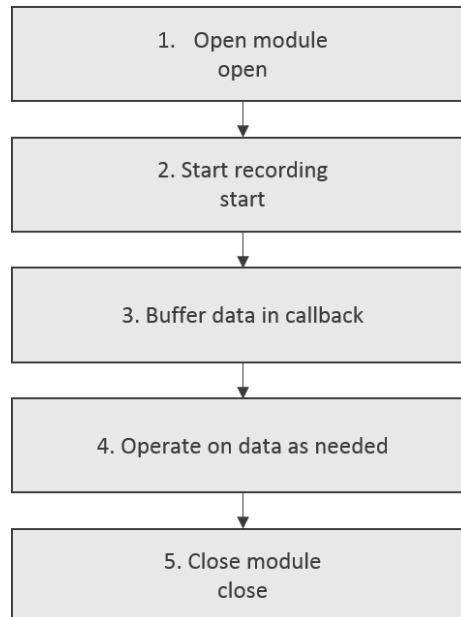 1. Open module
open
2. Start recording
start
3. Buffer data in callback
4. Operate on data as needed
5. Close module
close